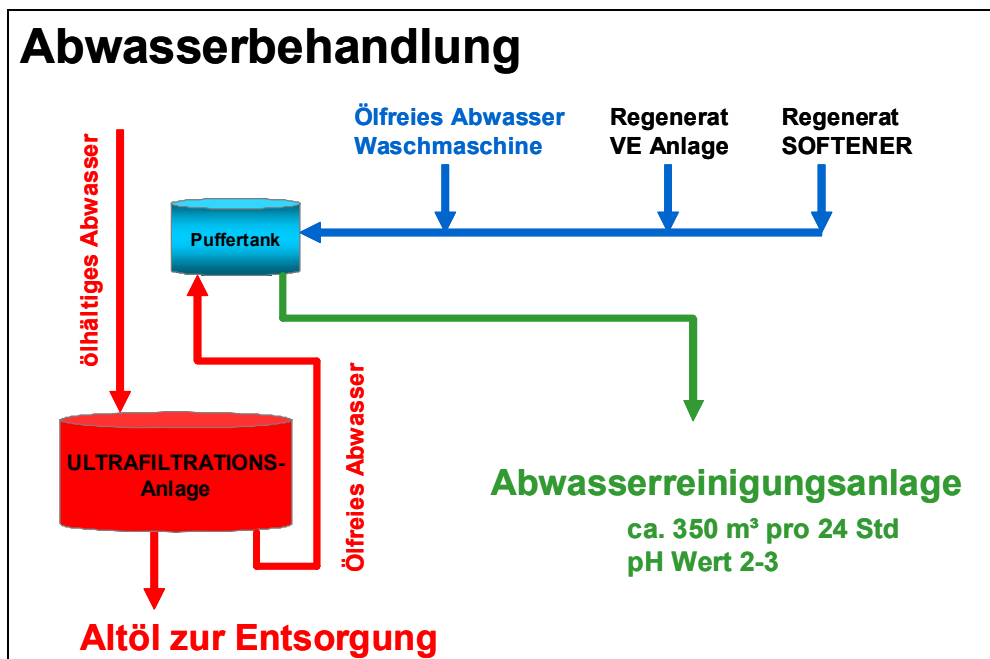 Abwasserbehandlung
Ölfreies Abwasser
Waschmaschine
Regenerat
VE Anlage
Regenerat
SOFTENER
ölhältiges Abwasser
Puffertank
Ölfreies Abwasser
ULTRAFILTRATIONS-
Anlage
Abwasserreinigungsanlage
ca. 350 m³ pro 24 Std
pH Wert 2-3
Altöl zur Entsorgung